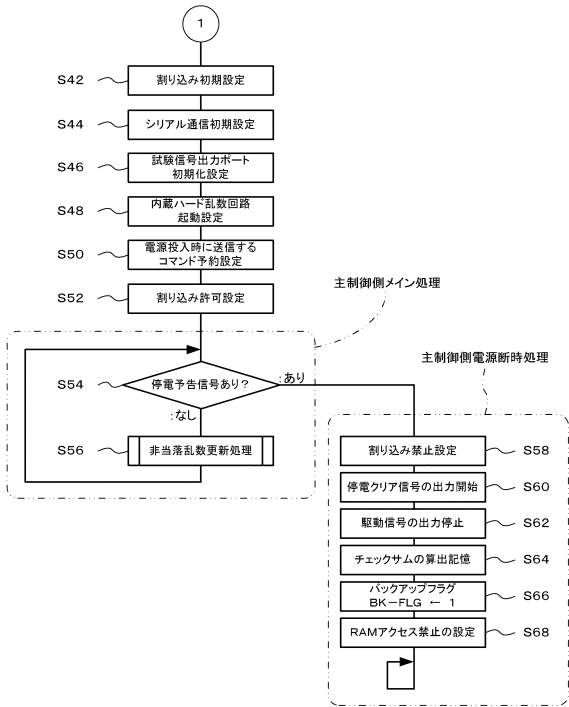 1
S42
割り込み初期設定
S44
シリアル通信初期設定
S46
試験信号出力ポート
初期化設定
S48
内蔵ハード乱数回路
起動設定
S50
電源投入時に送信する
コマンド予約設定
S52
割り込み許可設定
主制御側メイン処理
S54
停電予告信号あり?
:あり
:なし
S56
非当落乱数更新処理
主制御側電源断時処理
割り込み禁止設定
S58
停電クリア信号の出力開始
S60
駆動信号の出力停止
S62
チェックサムの算出記憶
S64
バックアップフラグ
BK-FLG ← 1
S66
RAMアクセス禁止の設定
S68